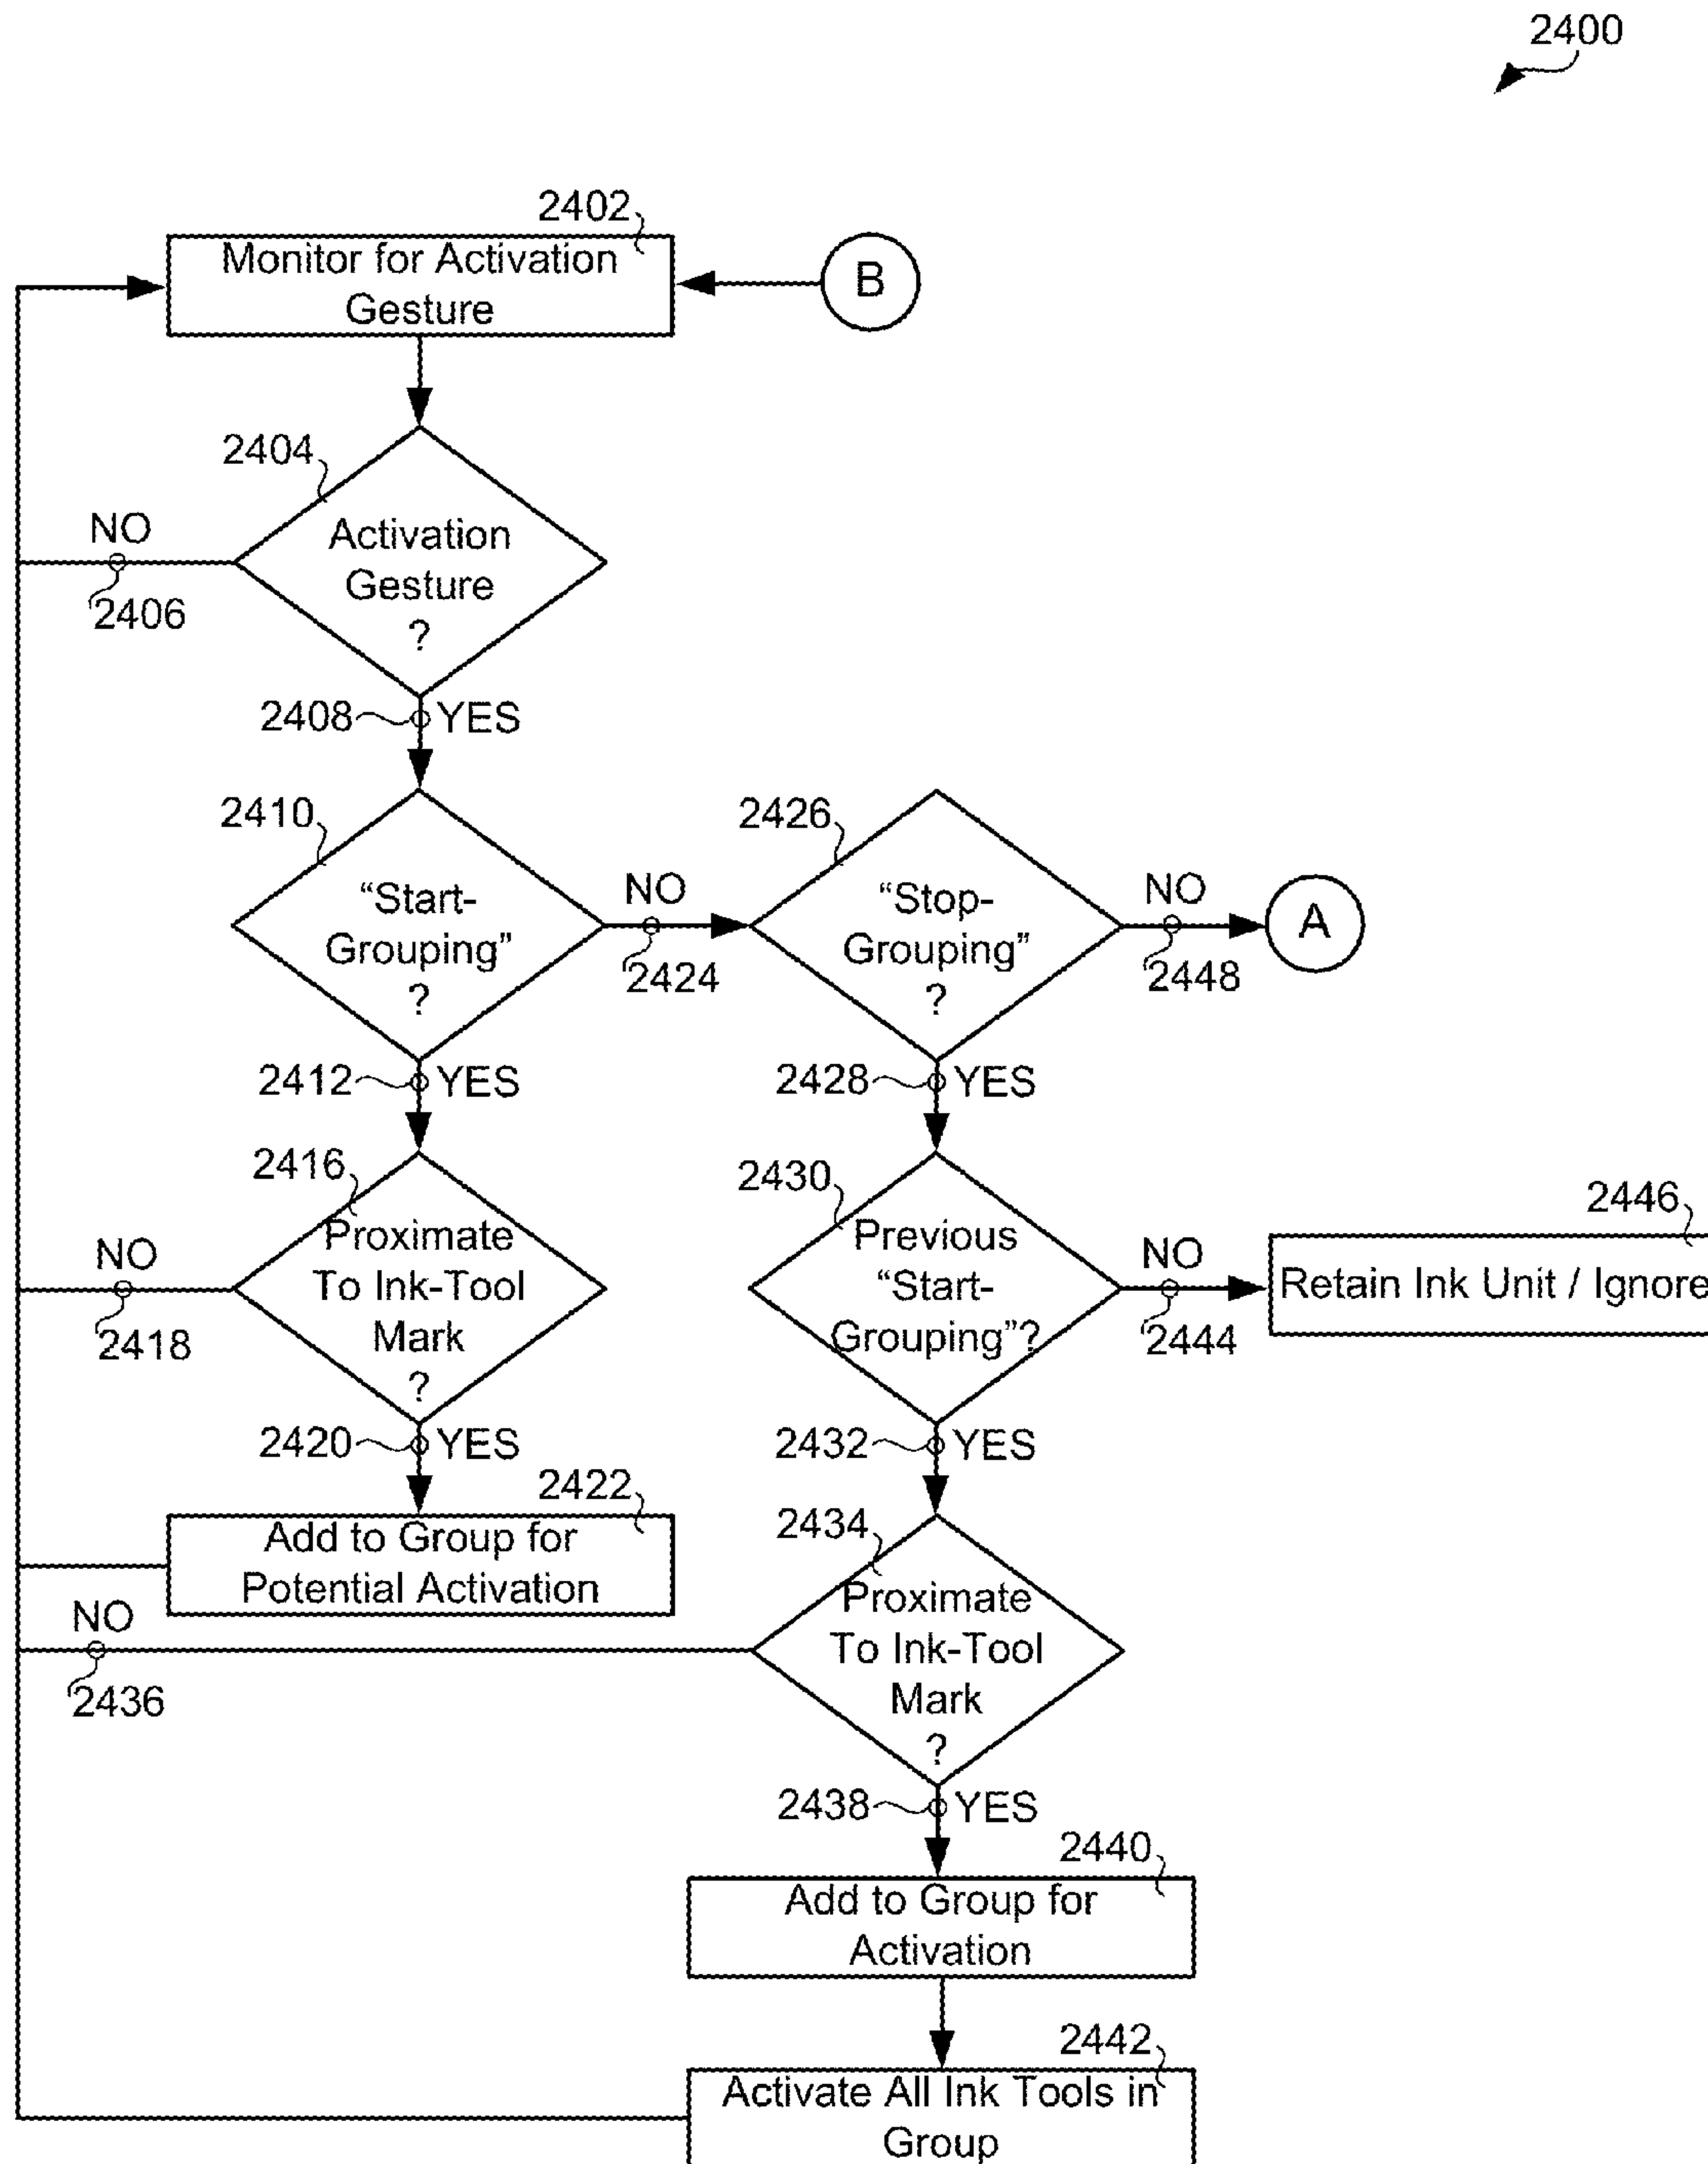 2400
2402
Monitor for Activation
Gesture
B
2404
Activation
Gesture
?
NO
2406
2408
YES
2410
"Start-
Grouping"
?
NO
2424
2426
"Stop-
Grouping"
?
NO
2448
A
2412
YES
2428
YES
2416
Proximate
To Ink-Tool
Mark
?
NO
2418
2430
Previous
"Start-
Grouping"?
NO
2444
2446
Retain Ink Unit / Ignore
2420
YES
2432
YES
2422
Add to Group for
Potential Activation
2434
Proximate
To Ink-Tool
Mark
?
NO
2436
2438
YES
2440
Add to Group for
Activation
2442
Activate All Ink Tools in
Group